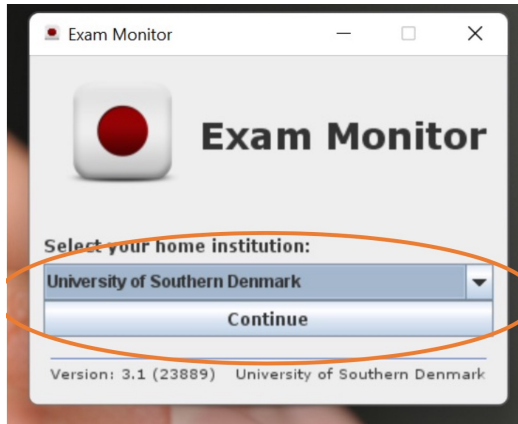 Exam Monitor
Exam Monitor
Select your home institution:
University of Southern Denmark
Continue
Version: 3.1 (23889) University of Southern Denmark